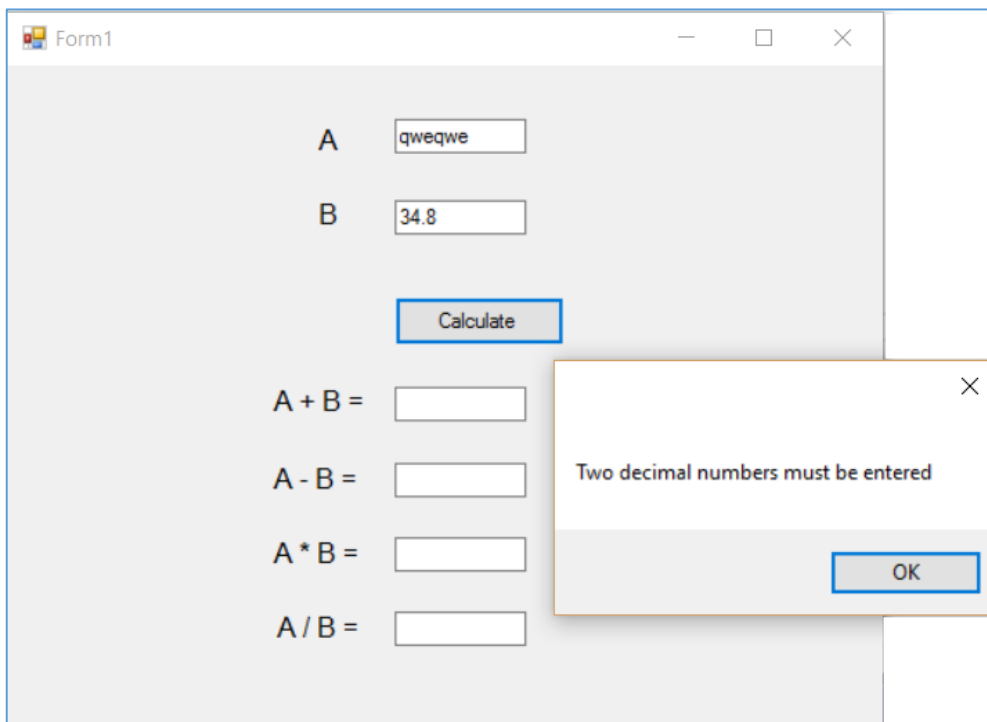 Form1
A
qweqwe
B
34.8
Calculate
A + B =
A - B =
Two decimal numbers must be entered
A * B =
OK
A / B =